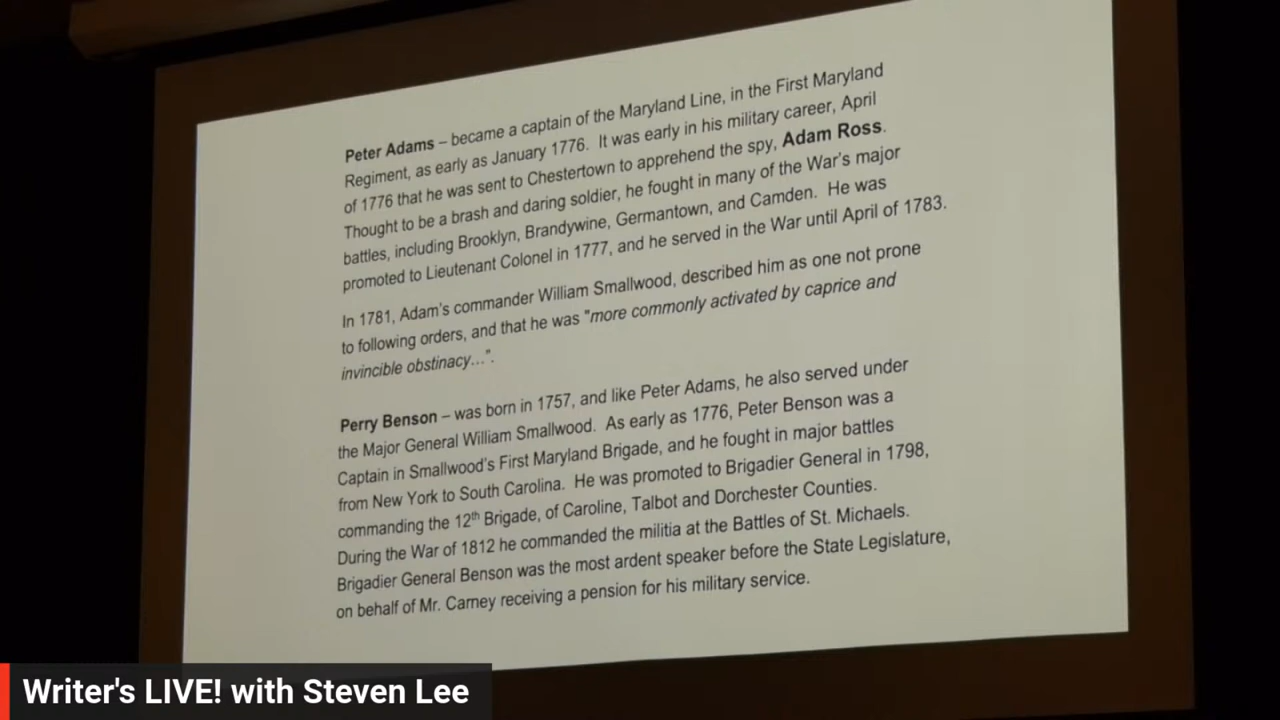 Peter Adams – became a captain of the Maryland Line, in the First Maryland
Regiment, as early as January 1776. It was early in his military career, April
of 1776 that he was sent to Chestertown to apprehend the spy, Adam Ross.
Thought to be a brash and daring soldier, he fought in many of the War's major
battles, including Brooklyn, Brandywine, Germantown, and Camden. He was
promoted to Lieutenant Colonel in 1777, and he served in the War until April of 1783.
In 1781, Adam's commander William Smallwood, described him as one not prone
to following orders, and that he was "more commonly activated by caprice and
invincible obstinacy…".
Perry Benson – was born in 1757, and like Peter Adams, he also served under
the Major General William Smallwood. As early as 1776, Peter Benson was a
Captain in Smallwood's First Maryland Brigade, and he fought in major battles
from New York to South Carolina. He was promoted to Brigadier General in 1798,
commanding the 12th Brigade, of Caroline, Talbot and Dorchester Counties.
During the War of 1812 he commanded the militia at the Battles of St. Michaels.
Brigadier General Benson was the most ardent speaker before the State Legislature,
on behalf of Mr. Carney receiving a pension for his military service.
Writer's LIVE! with Steven Lee